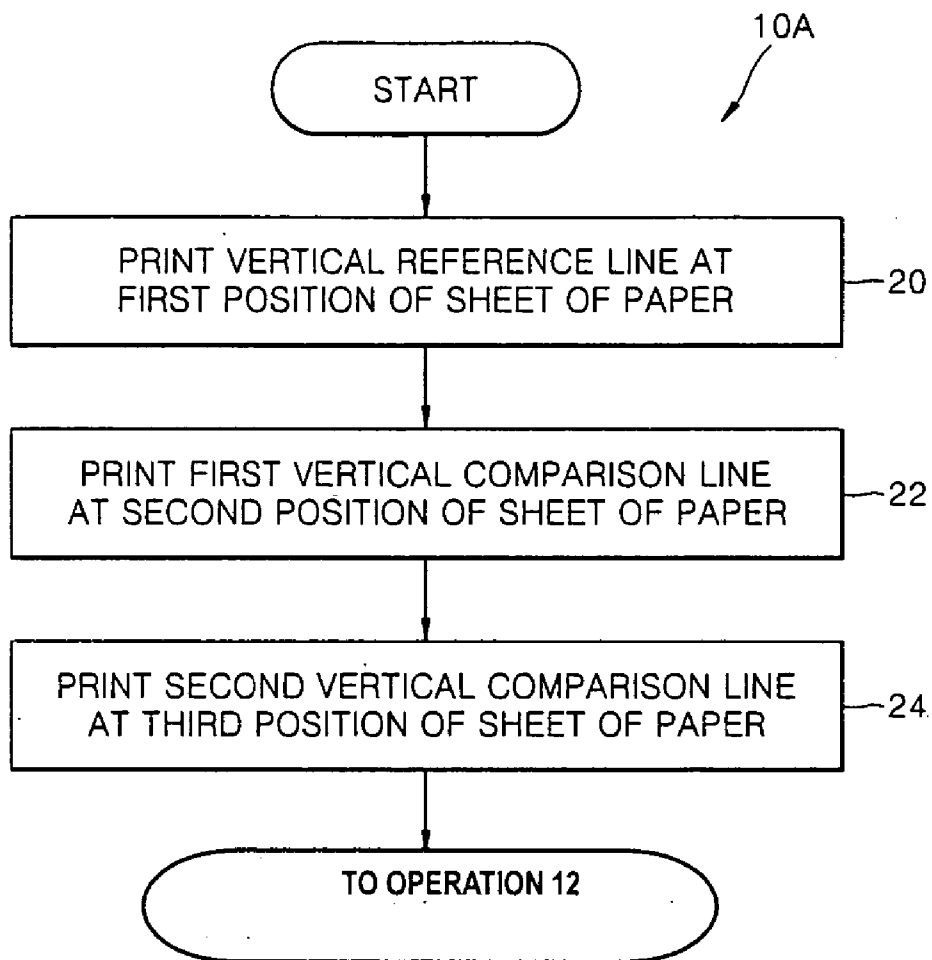 10A
START
PRINT VERTICAL REFERENCE LINE AT
FIRST POSITION OF SHEET OF PAPER
20
PRINT FIRST VERTICAL COMPARISON LINE
AT SECOND POSITION OF SHEET OF PAPER
22
PRINT SECOND VERTICAL COMPARISON LINE
AT THIRD POSITION OF SHEET OF PAPER
24
TO OPERATION 12